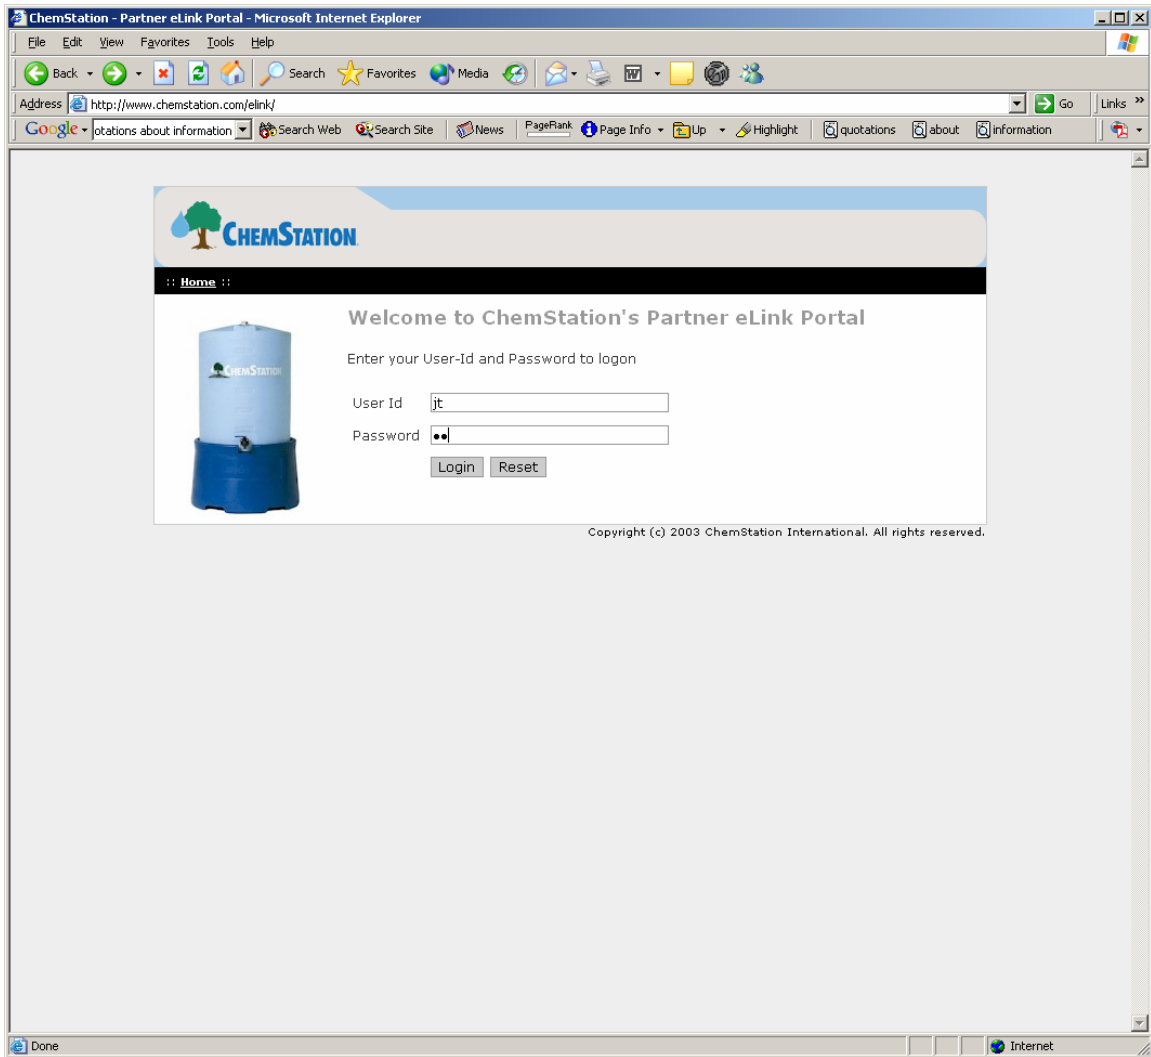 ChemStation - Partner eLink Portal - Microsoft Internet Explorer
File Edit View Favorites Tools Help
Back Search Favorites Media
Address http://www.chemstation.com/elink/ Go Links »
Google otations about information Search Web Search Site News PageRank Page Info Up Highlight quotations about information
CHEMSTATION
:: Home ::
Welcome to ChemStation's Partner eLink Portal
CHEMSTATION
Enter your User-Id and Password to logon
User Id jt
Password ••
Login Reset
Copyright (c) 2003 ChemStation International. All rights reserved.
Done Internet